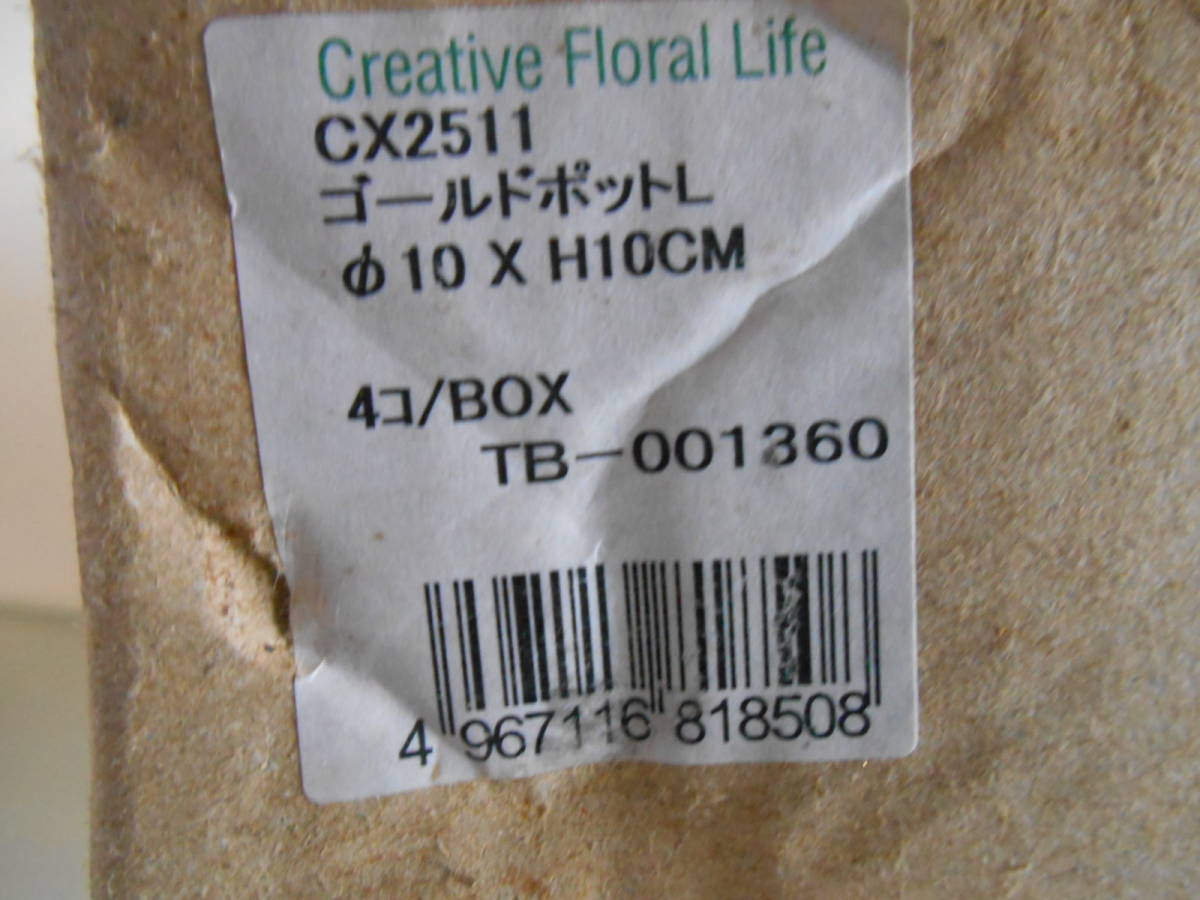 Creative Floral Life
CX2511
ゴールドポットL
φ10 X H10CM
4コ/BOX
TB-001360
4 967116 818508